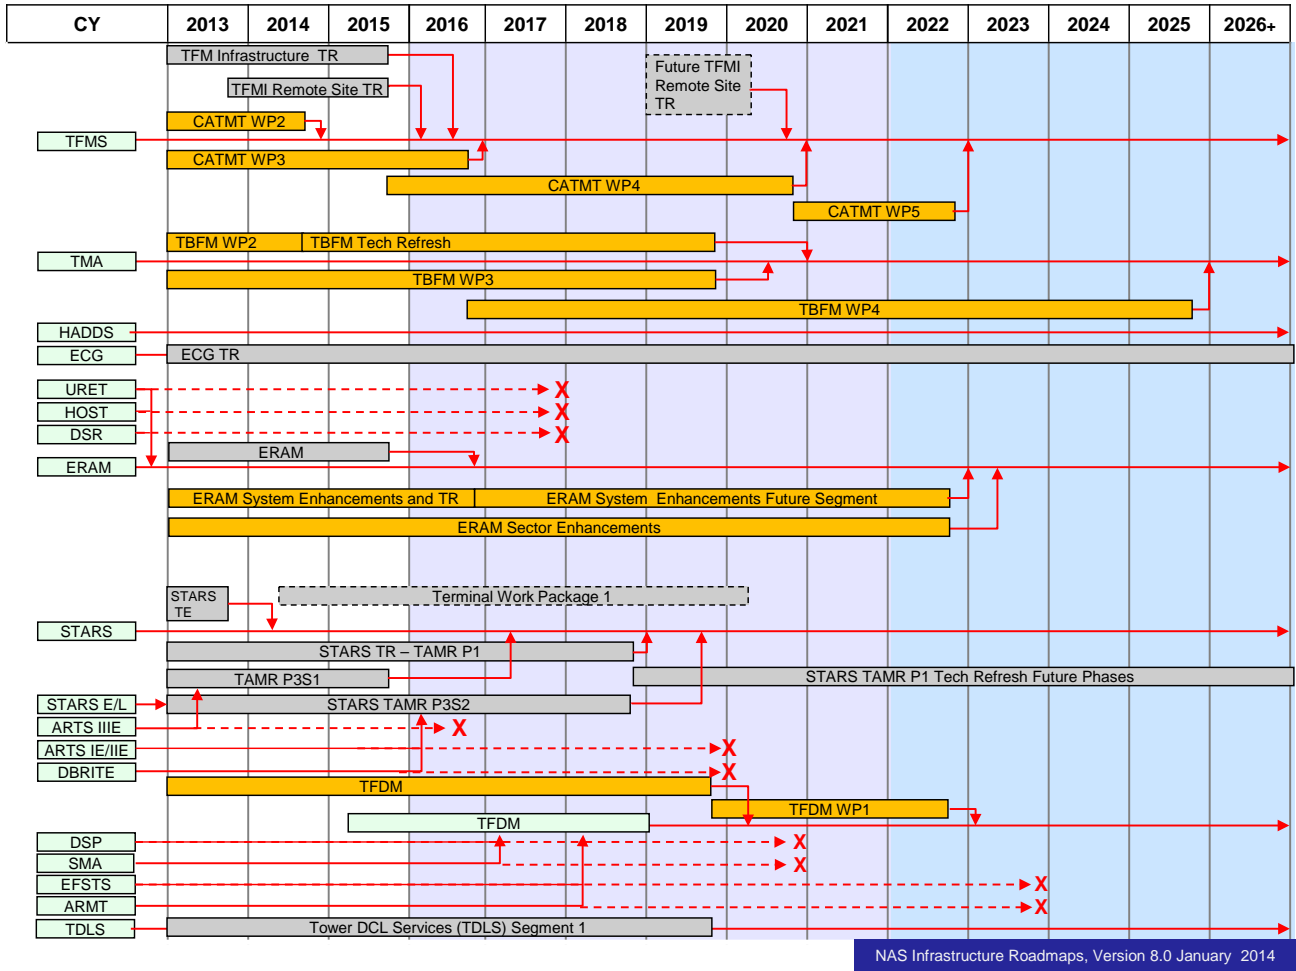 CY 2013 2014 2015 2016 2017 2018 2019 2020 2021 2022 2023 2024 2025 2026+
TFM Infrastructure TR
Future TFMI
Remote Site
TR
TFMI Remote Site TR
CATMT WP2
TFMS
CATMT WP3
CATMT WP4
CATMT WP5
TBFM WP2 TBFM Tech Refresh
TMA
TBFM WP3
TBFM WP4
HADDS
ECG ECG TR
URET X
HOST X
DSR X
ERAM
ERAM
ERAM System Enhancements and TR ERAM System Enhancements Future Segment
ERAM Sector Enhancements
STARS
TE
Terminal Work Package 1
STARS
STARS TR – TAMR P1
TAMR P3S1 STARS TAMR P1 Tech Refresh Future Phases
STARS E/L STARS TAMR P3S2
ARTS IIIE X
ARTS IE/IIE X
DBRITE X
TFDM
TFDM WP1
TFDM
DSP X
SMA X
EFSTS X
ARMT X
TDLS Tower DCL Services (TDLS) Segment 1
NAS Infrastructure Roadmaps, Version 8.0 January 2014